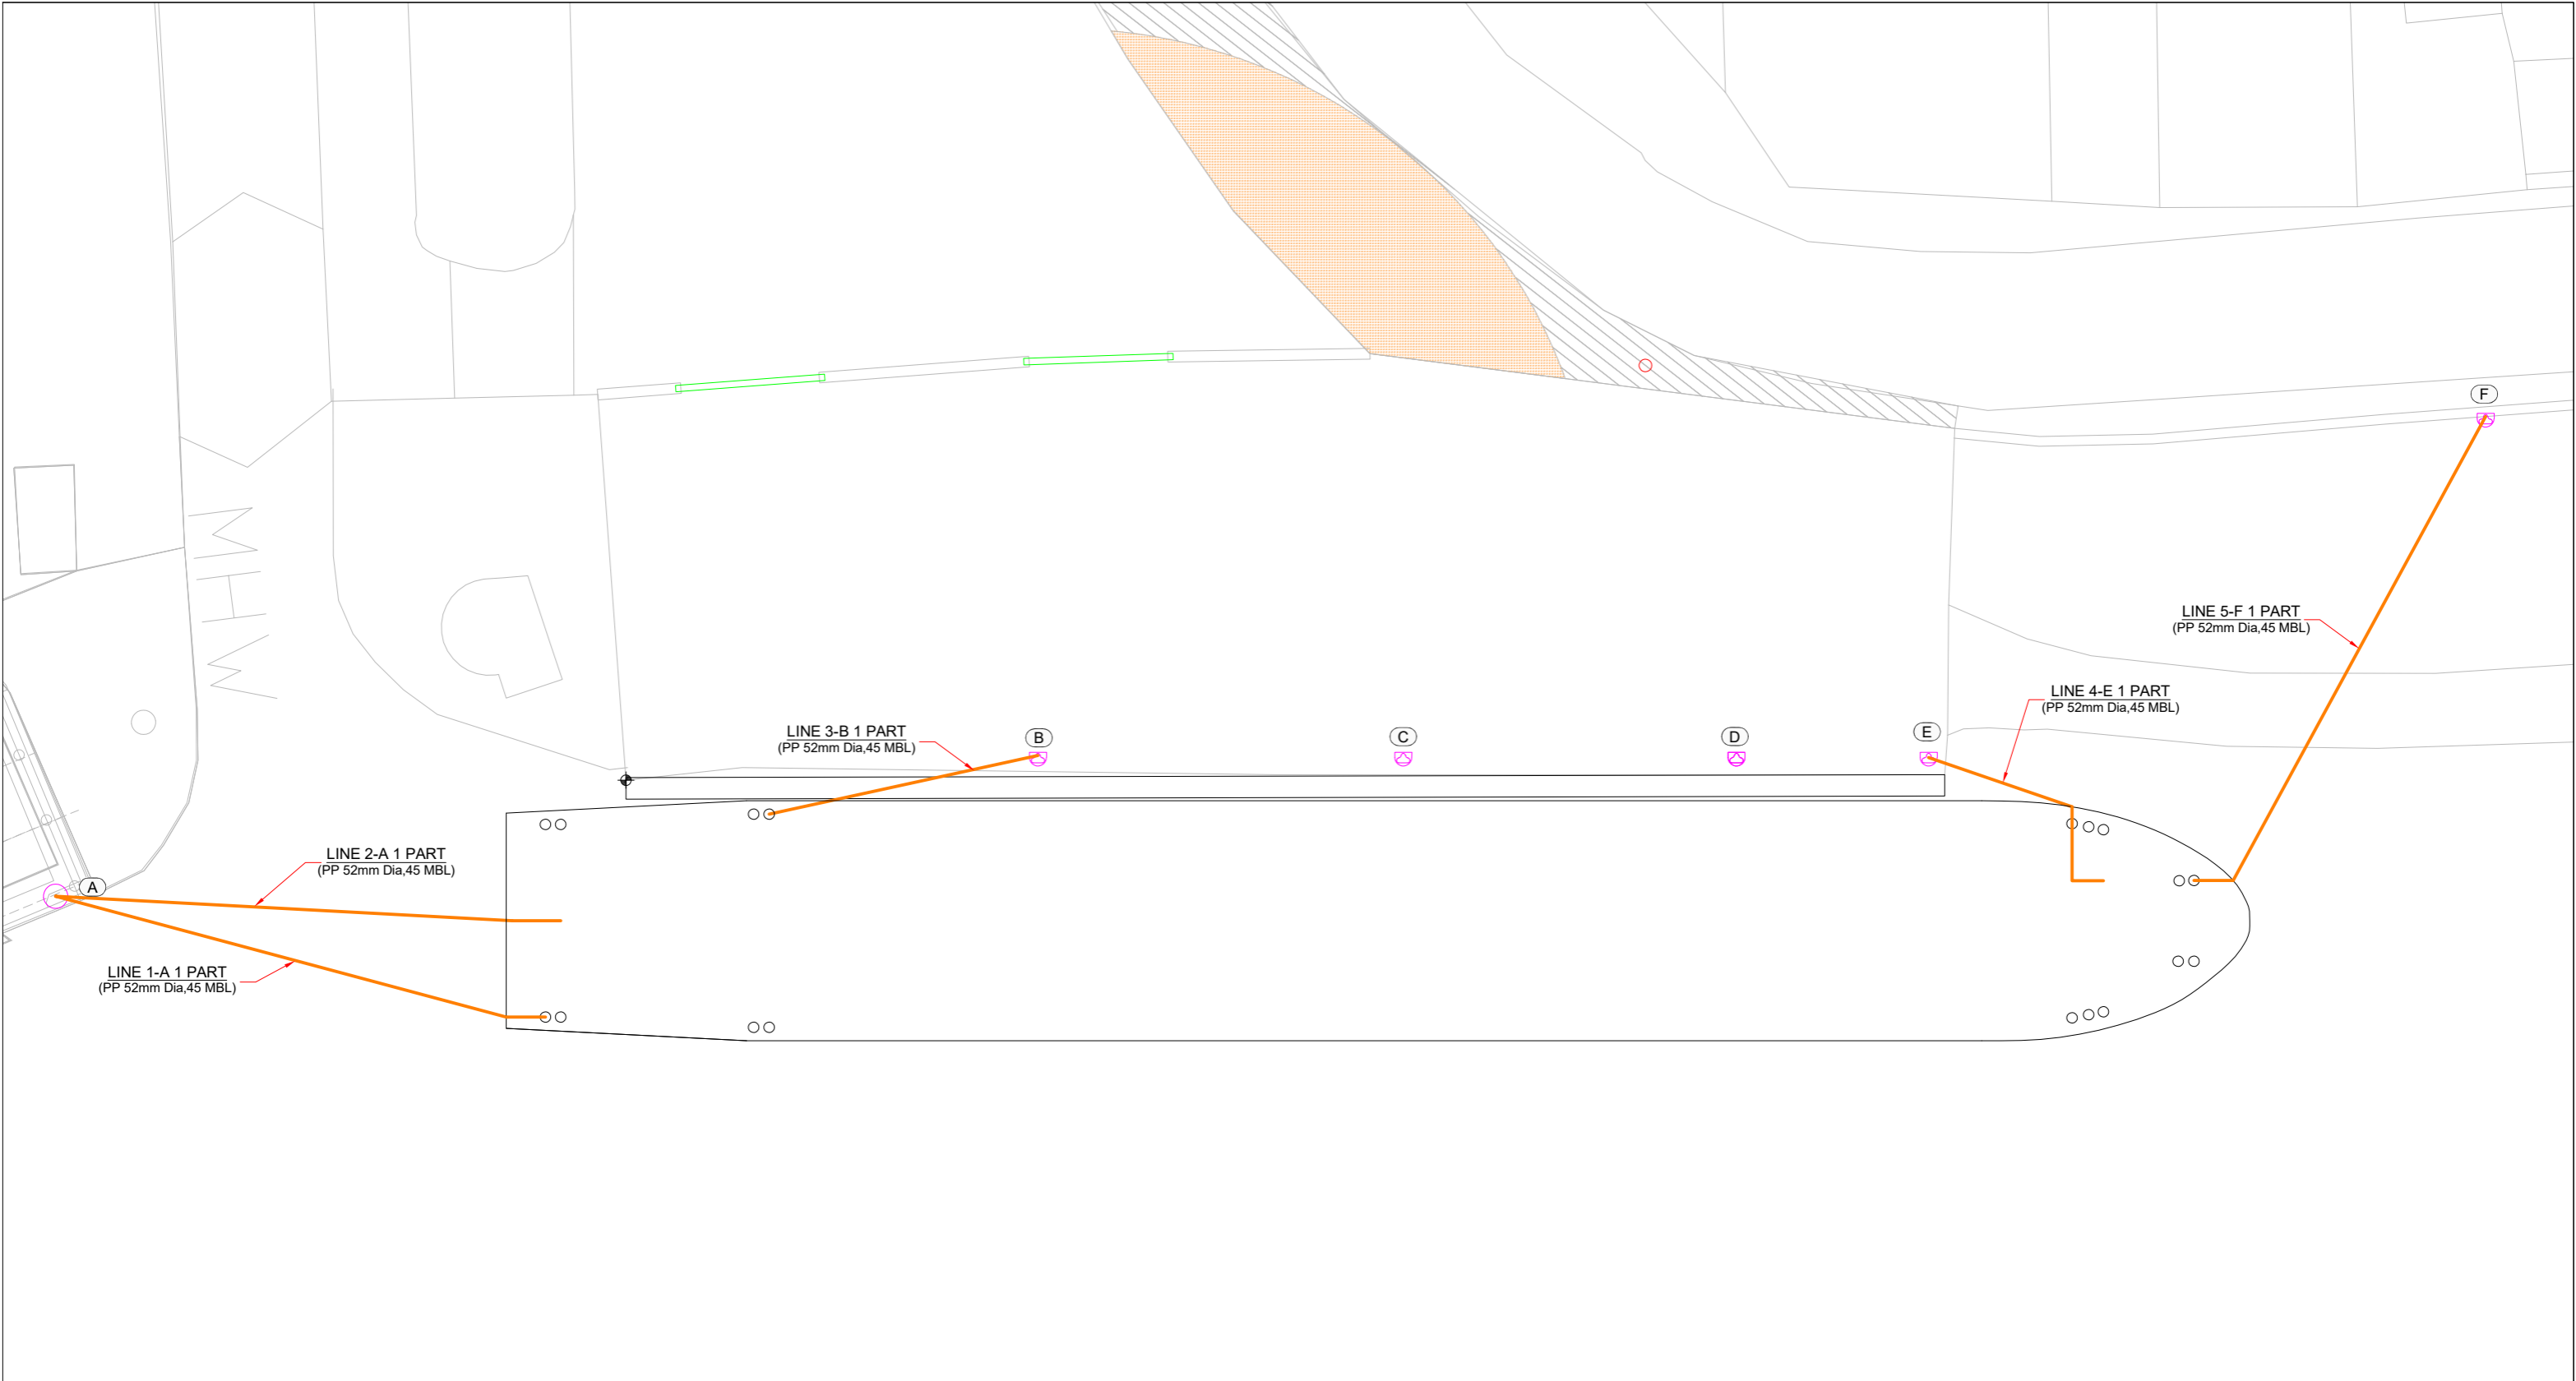 F
LINE 5-F 1 PART
(PP 52mm Dia,45 MBL)
LINE 4-E 1 PART
(PP 52mm Dia,45 MBL)
LINE 3-B 1 PART
(PP 52mm Dia,45 MBL)
B
C
D
E
LINE 2-A 1 PART
(PP 52mm Dia,45 MBL)
A
LINE 1-A 1 PART
(PP 52mm Dia,45 MBL)